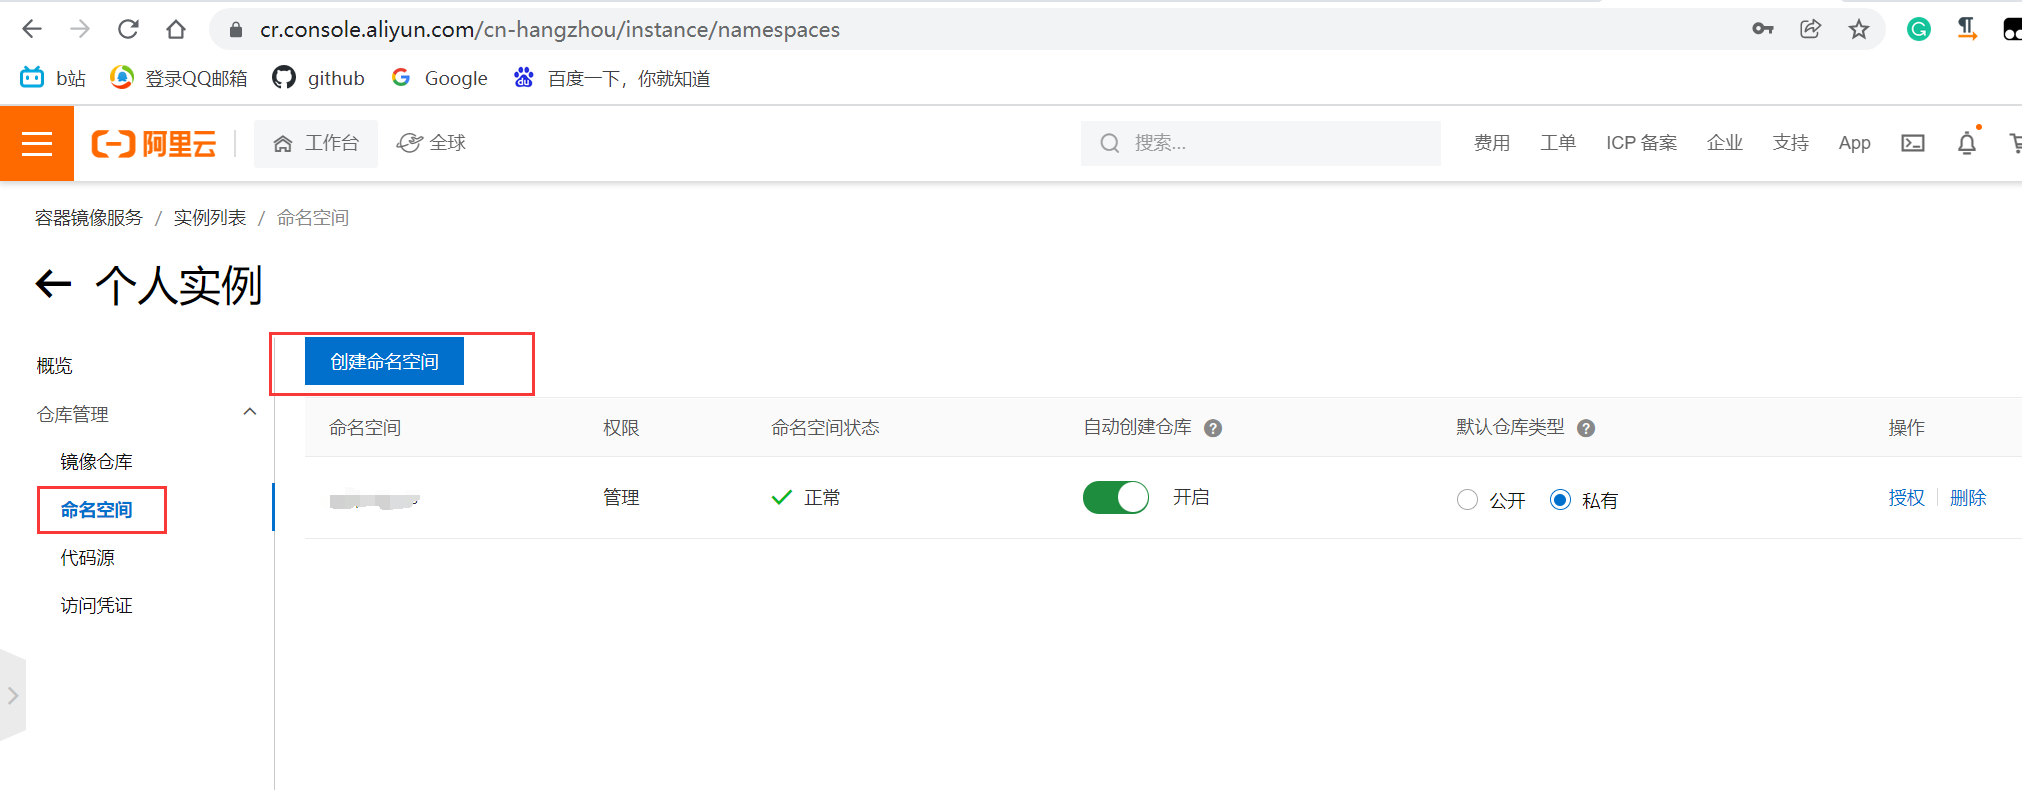 cr.console.aliyun.com/cn-hangzhou/instance/namespaces
b站 登录QQ邮箱 github Google 百度一下，你就知道
阿里云 工作台 全球 搜索... 费用 工单 ICP 备案 企业 支持 App
容器镜像服务 / 实例列表 / 命名空间
个人实例
创建命名空间
概览
仓库管理
镜像仓库
命名空间
代码源
访问凭证
命名空间 权限 命名空间状态 自动创建仓库 默认仓库类型 操作
管理 正常 开启 公开 私有 授权 删除